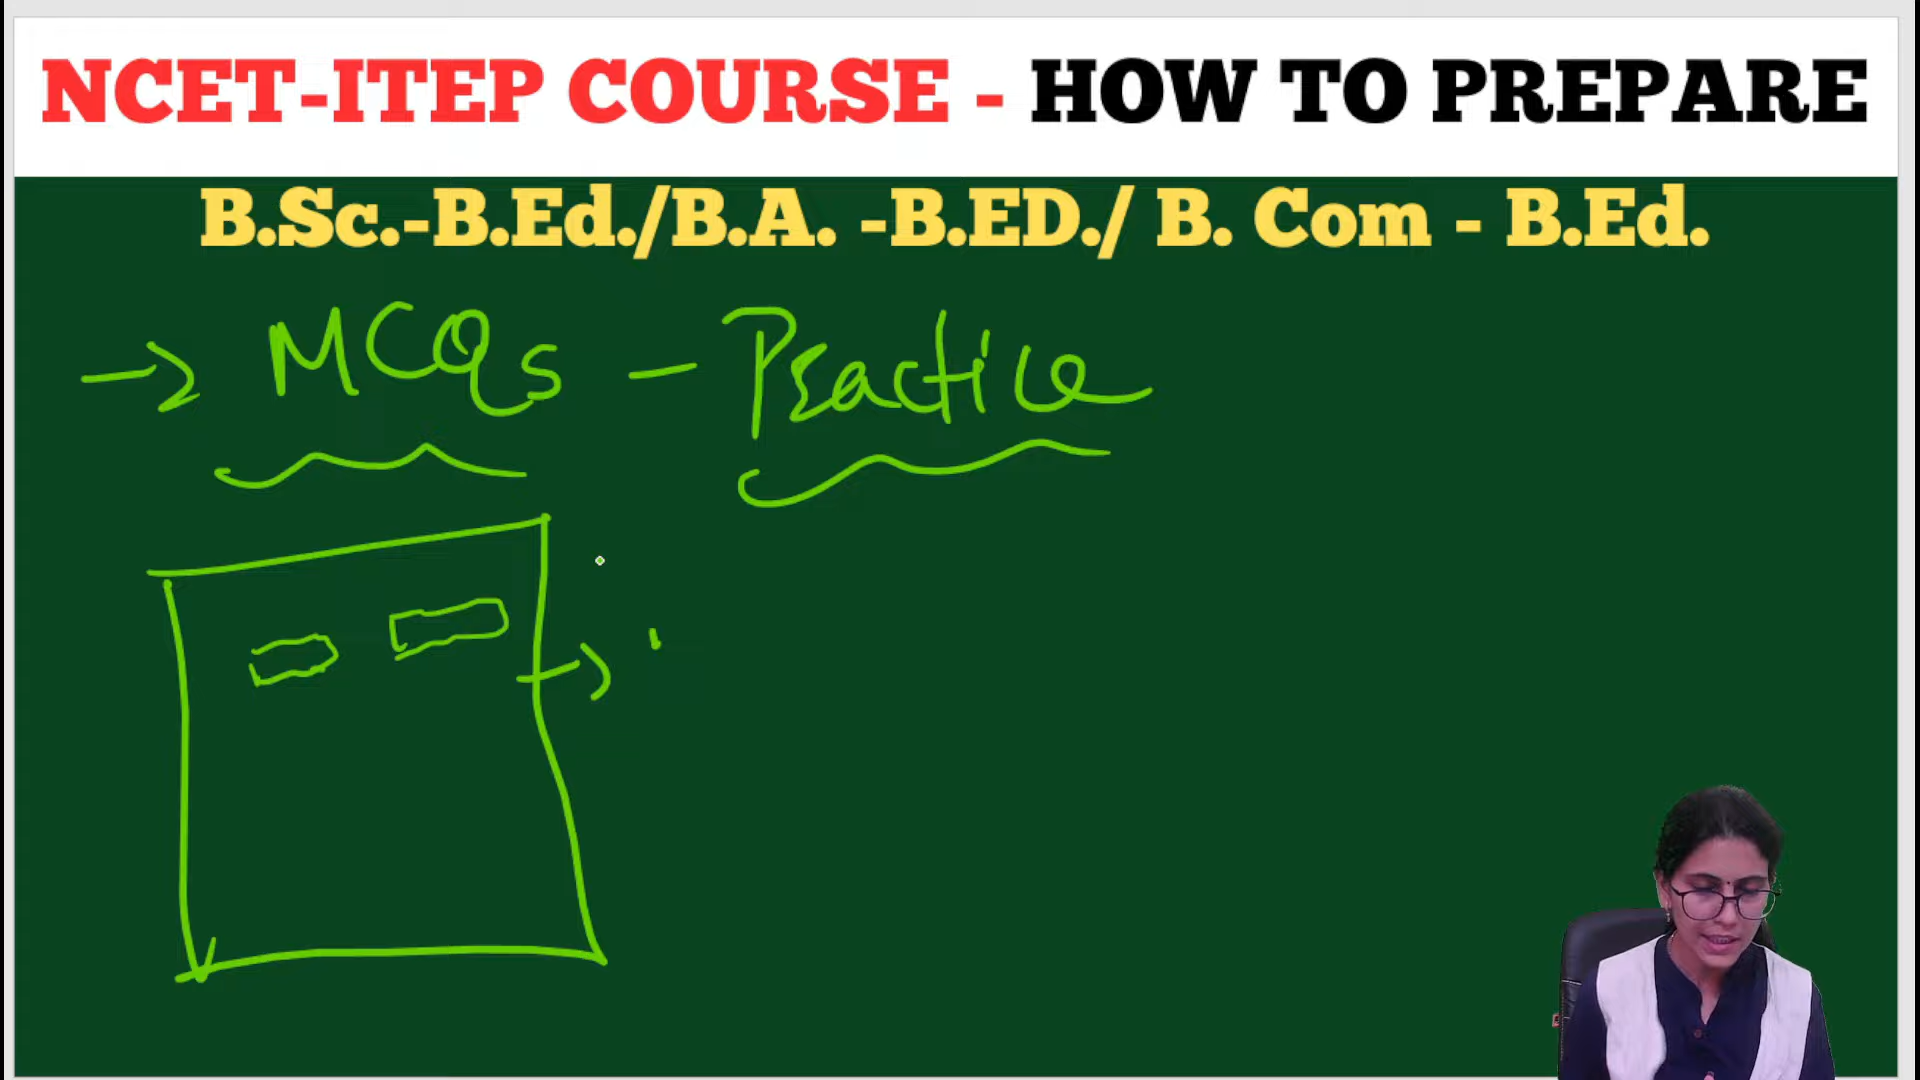 NCET-ITEP COURSE - HOW TO PREPARE
B.Sc.-B.Ed./B.A. -B.ED./ B. Com - B.Ed.
→ MCQs - Practice